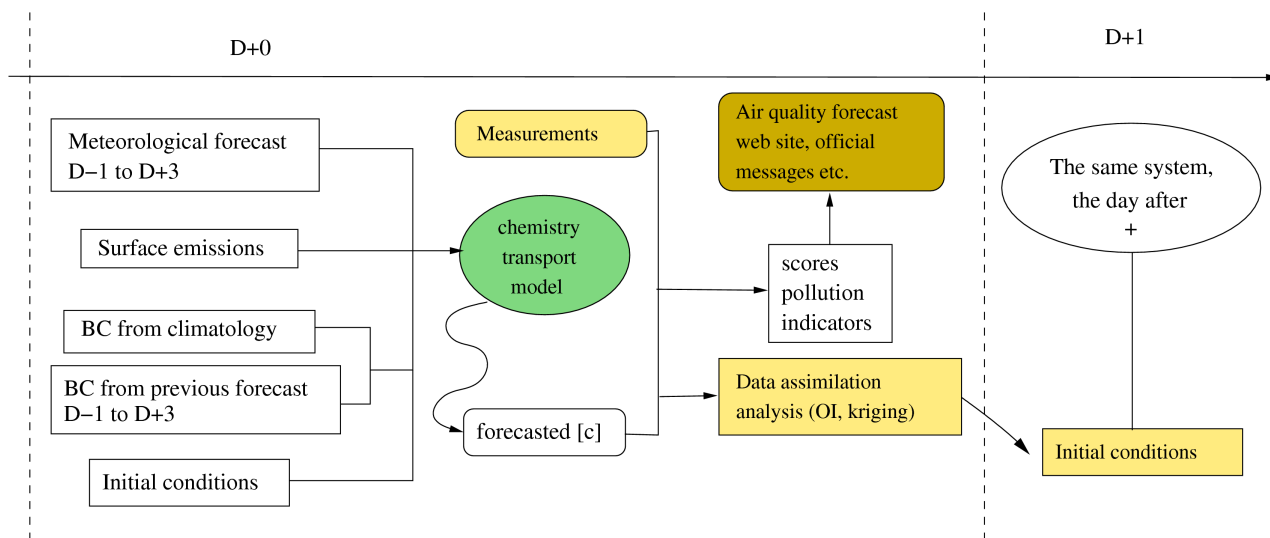 D+0
D+1
Meteorological forecast
D−1 to D+3
Surface emissions
BC from climatology
BC from previous forecast
D−1 to D+3
Initial conditions
Measurements
chemistry
transport
model
forecasted [c]
Air quality forecast
web site, official
messages etc.
scores
pollution
indicators
Data assimilation
analysis (OI, kriging)
The same system,
the day after
+
Initial conditions